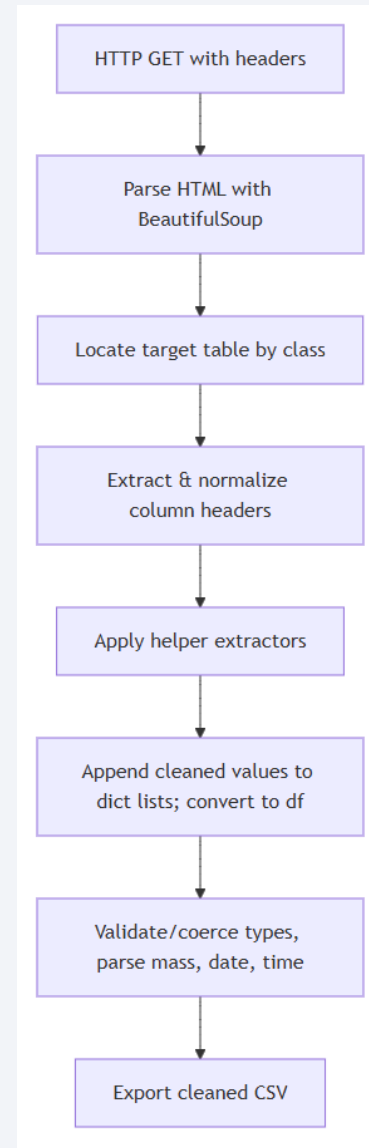 HTTP GET with headers
Parse HTML with
BeautifulSoup
Locate target table by class
Extract & normalize
column headers
Apply helper extractors
Append cleaned values to
dict lists; convert to df
Validate/coerce types,
parse mass, date, time
Export cleaned CSV